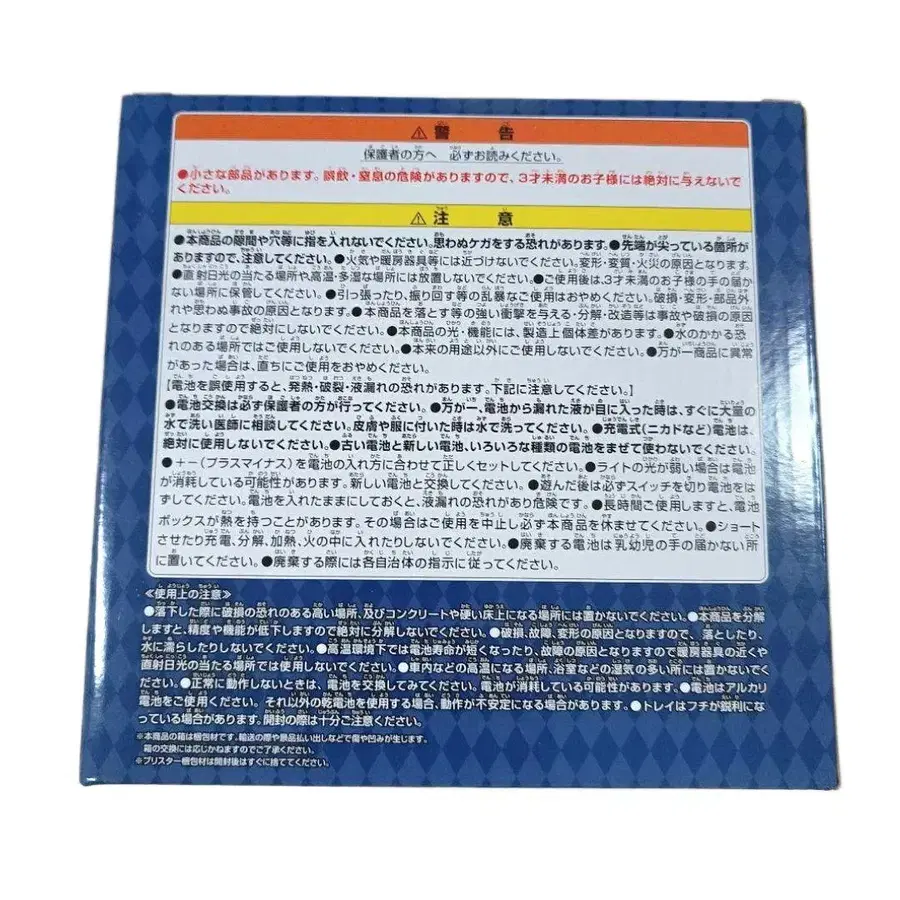 ⚠警 告
保護者の方へ 必ずお読みください。
●小さな部品があります。誤飲・窒息の危険がありますので、3才未満のお子様には絶対に与えないで
ください。
⚠注 意
●本商品の隙間や穴等に指を入れないでください。思わぬケガをする恐れがあります。●先端が尖っている箇所が
ありますので、注意してください。●火気や暖房器具等には近づけないでください。変形・変質・火災の原因となります。
●直射日光の当たる場所や高温・多湿な場所には放置しないでください。●ご使用後は、3才未満のお子様の手の届か
ない場所に保管してください。●引っ張ったり、振り回す等の乱暴なご使用はおやめください。破損・変形・部品外
れや思わぬ事故の原因となります。●本商品を落とす等の強い衝撃を与える・分解・改造等は事故や破損の原因
となりますので絶対にしないでください。●本商品の光・機能には、製造上個体差があります。●水のかかる恐
れのある場所ではご使用しないでください。●本来の用途以外にご使用しないでください。●万が一商品に異常
があった場合は、直ちにご使用をおやめください。
【電池を誤使用すると、発熱・破裂・液漏れの恐れがあります。下記に注意してください。】
●電池交換は必ず保護者の方が行ってください。●万が一、電池から漏れた液が目に入った時は、すぐに大量の
水で洗い医師に相談してください。皮膚や服に付いた時は水で洗ってください。●充電式(ニカドなど)電池は、
絶対に使用しないでください。●古い電池と新しい電池、いろいろな種類の電池をまぜて使わないでください。
●＋－(プラスマイナス)を電池の入れ方に合わせて正しくセットしてください。●ライトの光が弱い場合は電池
が消耗している可能性があります。新しい電池と交換してください。●遊んだ後は必ずスイッチを切り電池をは
ずしてください。電池を入れたままにしておくと、液漏れの恐れがあり危険です。●長時間ご使用しますと、電池
ボックスが熱を持つことがあります。その場合はご使用を中止し必ず本商品を休ませてください。●ショート
させたり充電、分解、加熱、火の中に入れたりしないでください。●廃棄する電池は乳幼児の手の届かない所
に置いてください。●廃棄する際には各自治体の指示に従ってください。
≪使用上の注意≫
●落下した際に破損の恐れのある高い場所、及びコンクリートや硬い床上になる場所には置かないでください。●本商品を分解
しますと、精度や機能が低下しますので絶対に分解しないでください。●破損、故障、変形の原因となりますので、落としたり、
水に濡らしたりしないでください。●高温環境下では電池寿命が短くなったり、故障の原因となりますので暖房器具の近くや
直射日光の当たる場所では使用しないでください。●車内などの高温になる場所、浴室などの湿気の多い所には置かないでくださ
い。●正常に動作しないときは、電池を交換してみてください。電池が消耗している可能性があります。●電池はアルカリ
電池をご使用ください。それ以外の乾電池を使用する場合、動作が不安定になる場合があります。●トレイはフチが鋭利にな
っている場合があります。開封の際は十分ご注意ください。
※本商品の箱は梱包材です。輸送の際や景品払い出しなどで傷や凹みが生じます。
箱の交換には応じかねますのでご了承ください。
※ブリスター梱包材は開封後はすぐに捨ててください。